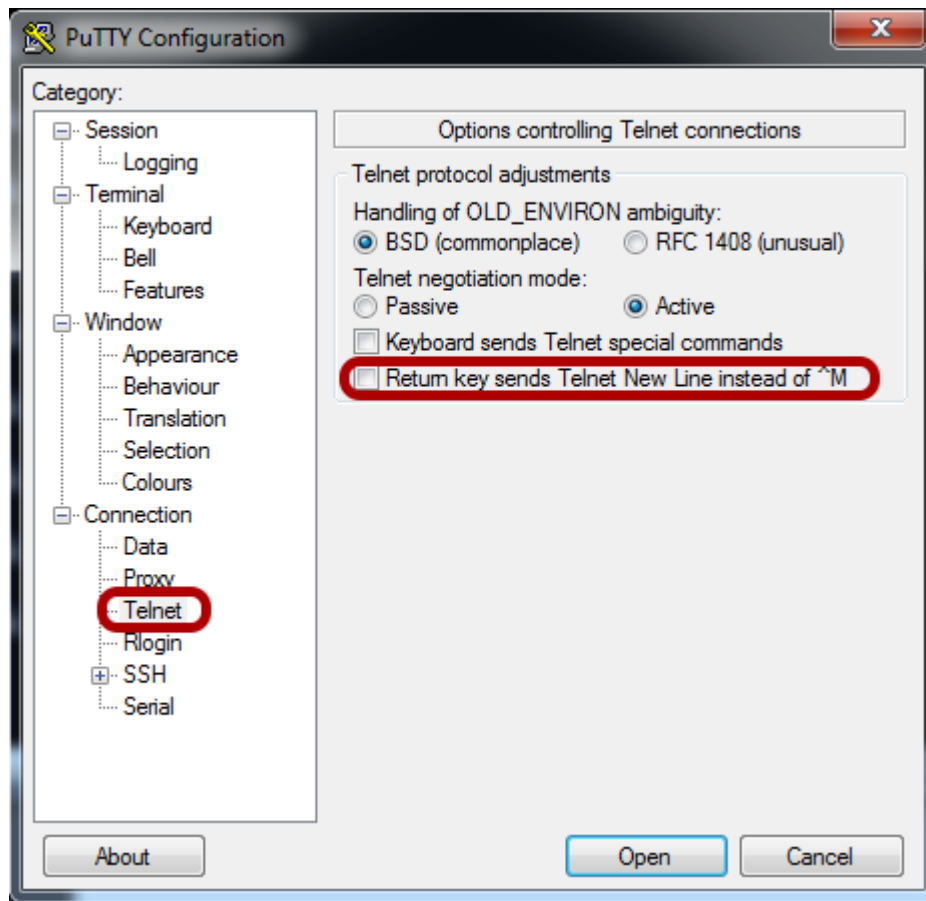 PuTTY Configuration
Category:
Session
Logging
Terminal
Keyboard
Bell
Features
Window
Appearance
Behaviour
Translation
Selection
Colours
Connection
Data
Proxy
Telnet
Rlogin
SSH
Serial
Options controlling Telnet connections
Telnet protocol adjustments
Handling of OLD_ENVIRON ambiguity:
BSD (commonplace) RFC 1408 (unusual)
Telnet negotiation mode:
Passive Active
Keyboard sends Telnet special commands
Return key sends Telnet New Line instead of ^M
About Open Cancel